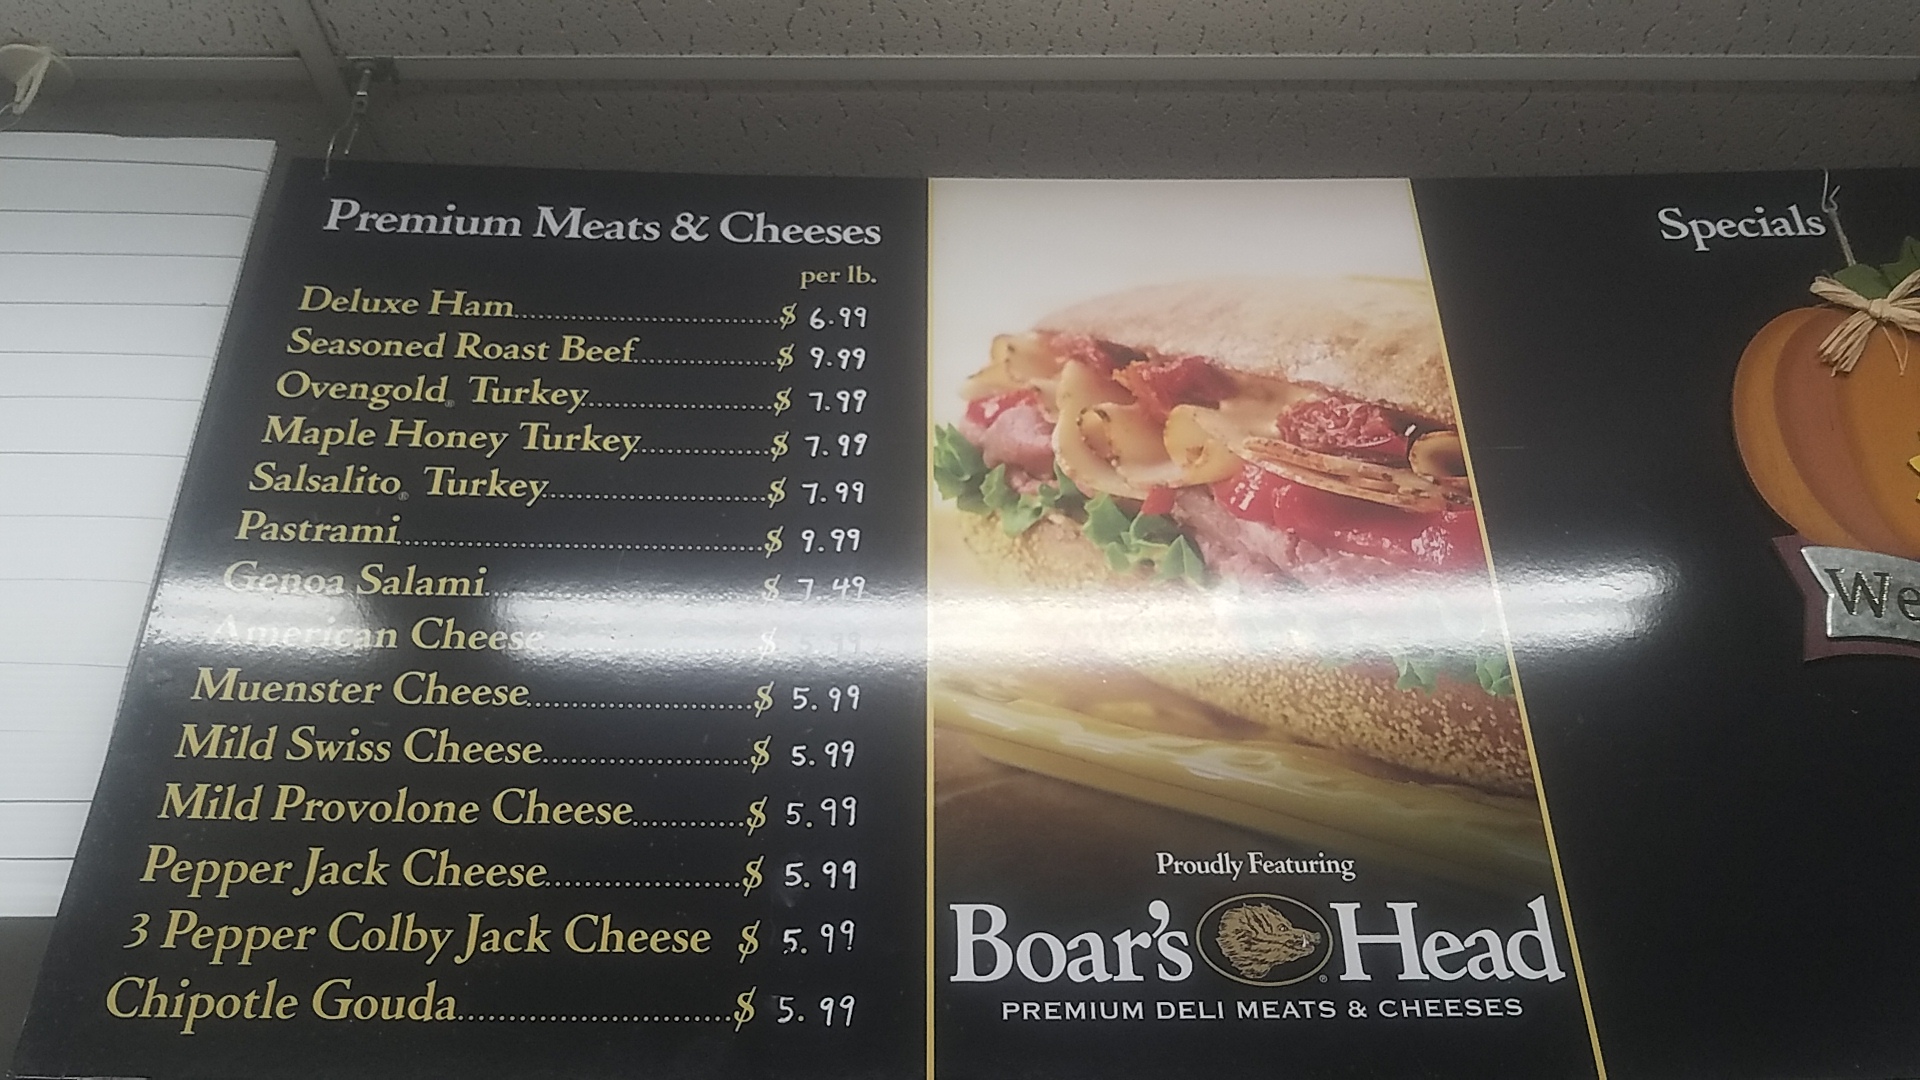 Premium Meats & Cheeses
per lb.
Deluxe Ham $ 6.99
Seasoned Roast Beef $ 9.99
Ovengold® Turkey $ 7.99
Maple Honey Turkey $ 7.99
Salsalito® Turkey $ 7.99
Pastrami $ 9.99
Genoa Salami $ 7.49
American Cheese $ 5.99
Muenster Cheese $ 5.99
Mild Swiss Cheese $ 5.99
Mild Provolone Cheese $ 5.99
Pepper Jack Cheese $ 5.99
3 Pepper Colby Jack Cheese $ 5.99
Chipotle Gouda $ 5.99
Proudly Featuring
Boar's Head®
PREMIUM DELI MEATS & CHEESES
Specials
We